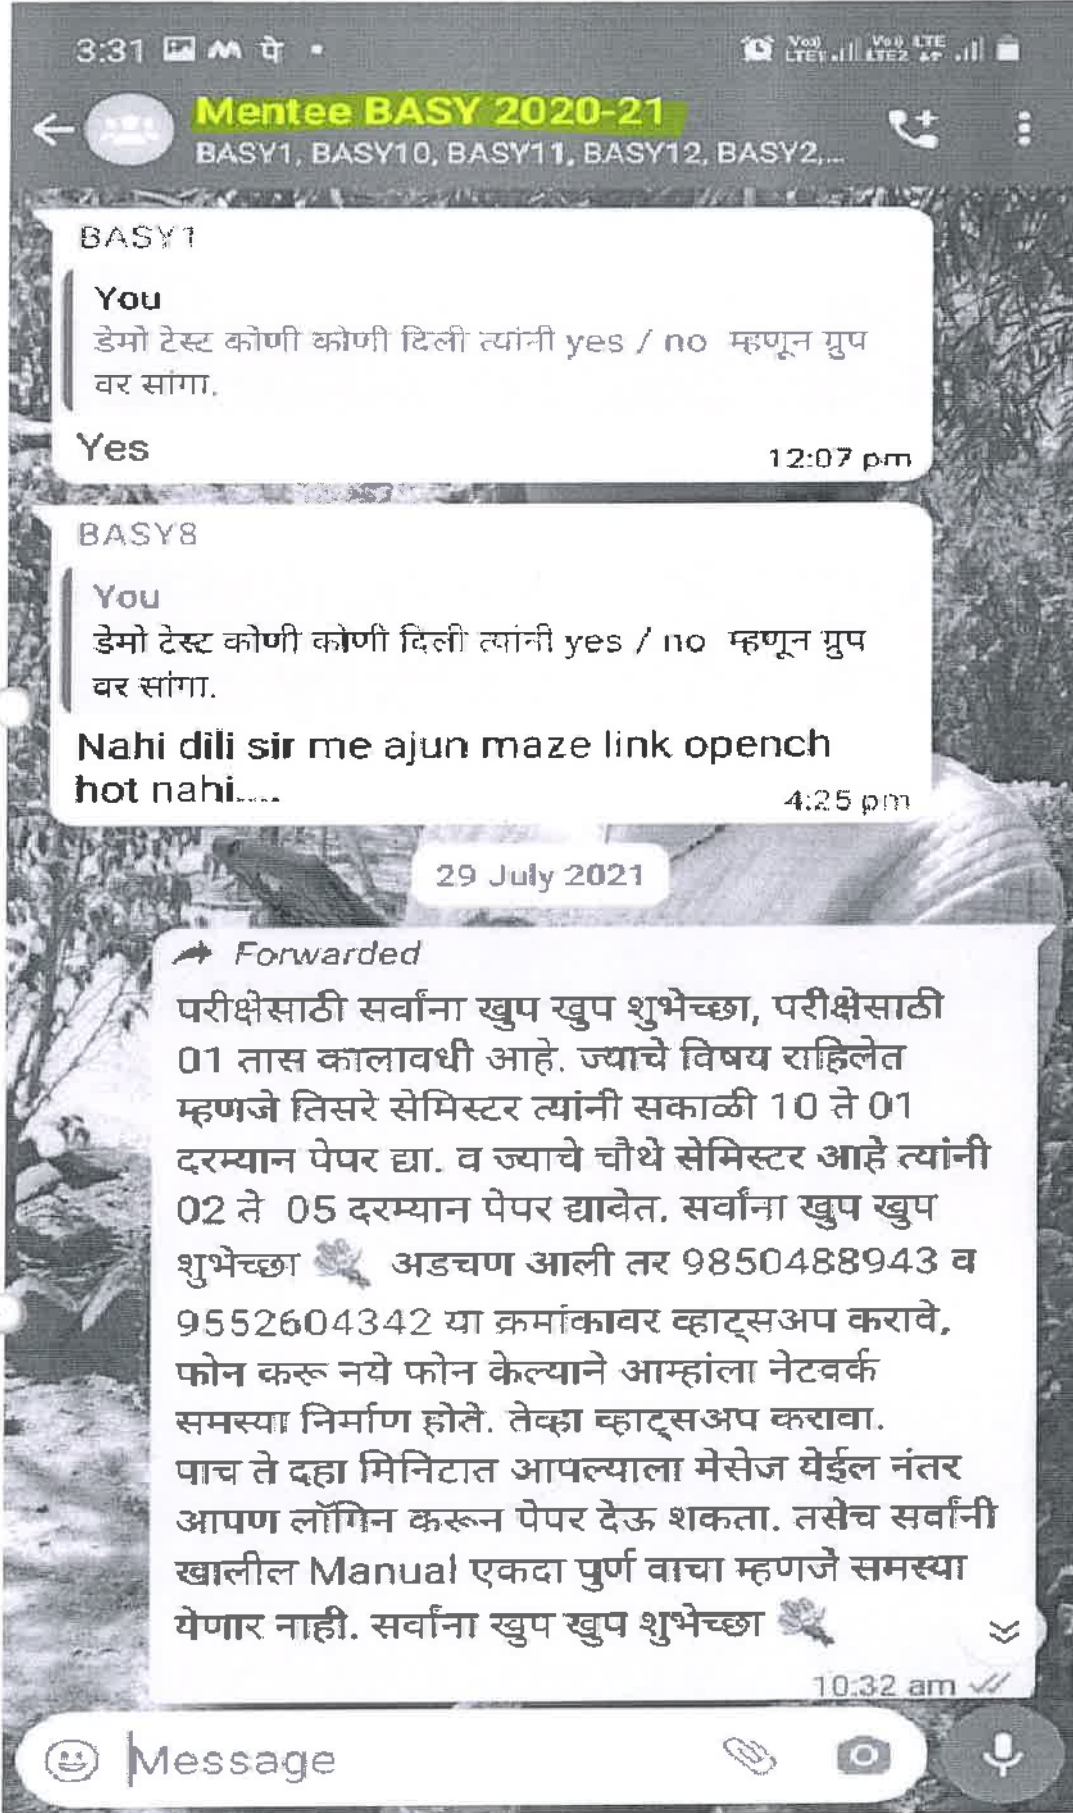 3:31 पे
Voi) LTE1 Voi) LTE LTE2
Mentee BASY 2020-21
BASY1, BASY10, BASY11, BASY12, BASY2,...
BASY1
You
डेमो टेस्ट कोणी कोणी दिली त्यांनी yes / no म्हणून ग्रुप
वर सांगा.
Yes
12:07 pm
BASY8
You
डेमो टेस्ट कोणी कोणी दिली त्यांनी yes / no म्हणून ग्रुप
वर सांगा.
Nahi dili sir me ajun maze link opench
hot nahi....
4:25 pm
29 July 2021
Forwarded
परीक्षेसाठी सर्वांना खुप खुप शुभेच्छा, परीक्षेसाठी
01 तास कालावधी आहे. ज्याचे विषय राहिलेत
म्हणजे तिसरे सेमिस्टर त्यांनी सकाळी 10 ते 01
दरम्यान पेपर द्या. व ज्याचे चौथे सेमिस्टर आहे त्यांनी
02 ते 05 दरम्यान पेपर द्यावेत. सर्वांना खुप खुप
शुभेच्छा 💐 अडचण आली तर 9850488943 व
9552604342 या क्रमांकावर व्हाट्सअप करावे,
फोन करू नये फोन केल्याने आम्हांला नेटवर्क
समस्या निर्माण होते. तेव्हा व्हाट्सअप करावा.
पाच ते दहा मिनिटात आपल्याला मेसेज येईल नंतर
आपण लॉगिन करून पेपर देऊ शकता. तसेच सर्वांनी
खालील Manual एकदा पुर्ण वाचा म्हणजे समस्या
येणार नाही. सर्वांना खुप खुप शुभेच्छा 💐
10:32 am
Message